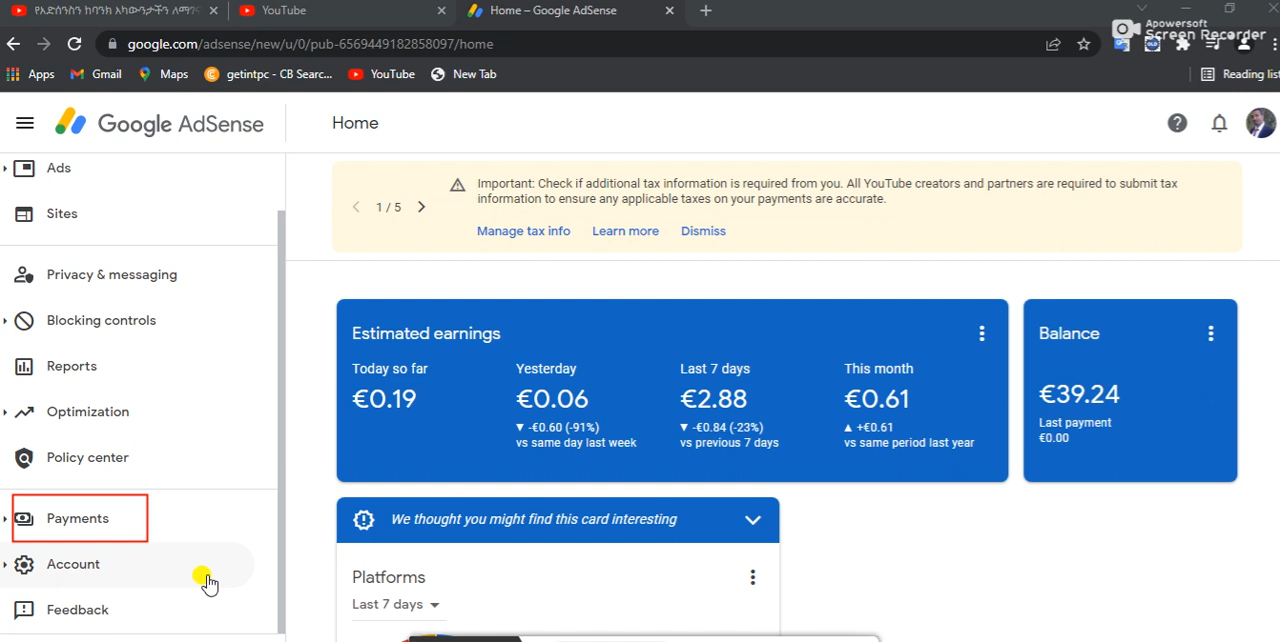 የአድሰንስን ከባንክ አካውንታችን ለማገና
YouTube
Home – Google AdSense
google.com/adsense/new/u/0/pub-6569449182858097/home
Apowersoft
Screen Recorder
Apps
Gmail
Maps
getintpc - CB Searc...
YouTube
New Tab
Reading list
Google AdSense
Home
Ads
Sites
Privacy & messaging
Blocking controls
Reports
Optimization
Policy center
Payments
Account
Feedback
1 / 5
Important: Check if additional tax information is required from you. All YouTube creators and partners are required to submit tax
information to ensure any applicable taxes on your payments are accurate.
Manage tax info Learn more Dismiss
Estimated earnings
Today so far Yesterday Last 7 days This month
€0.19 €0.06 €2.88 €0.61
▼ -€0.60 (-91%) ▼ -€0.84 (-23%) ▲ +€0.61
vs same day last week vs previous 7 days vs same period last year
Balance
€39.24
Last payment
€0.00
We thought you might find this card interesting
Platforms
Last 7 days